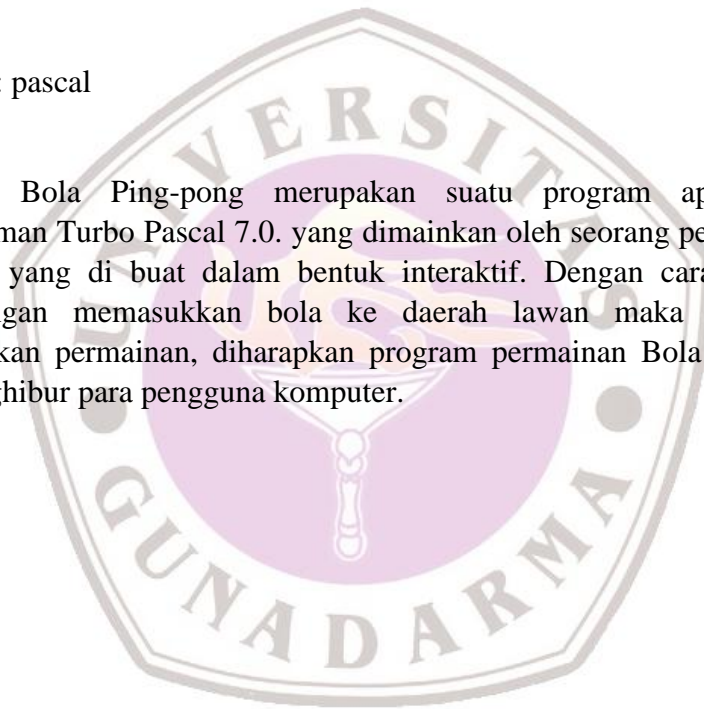 : pascal
Bola Ping-pong merupakan suatu program ap
man Turbo Pascal 7.0. yang dimainkan oleh seorang pe
yang di buat dalam bentuk interaktif. Dengan cara
gan memasukkan bola ke daerah lawan maka
kan permainan, diharapkan program permainan Bola
ghibur para pengguna komputer.
UNIVERSITAS
GUNADARMA